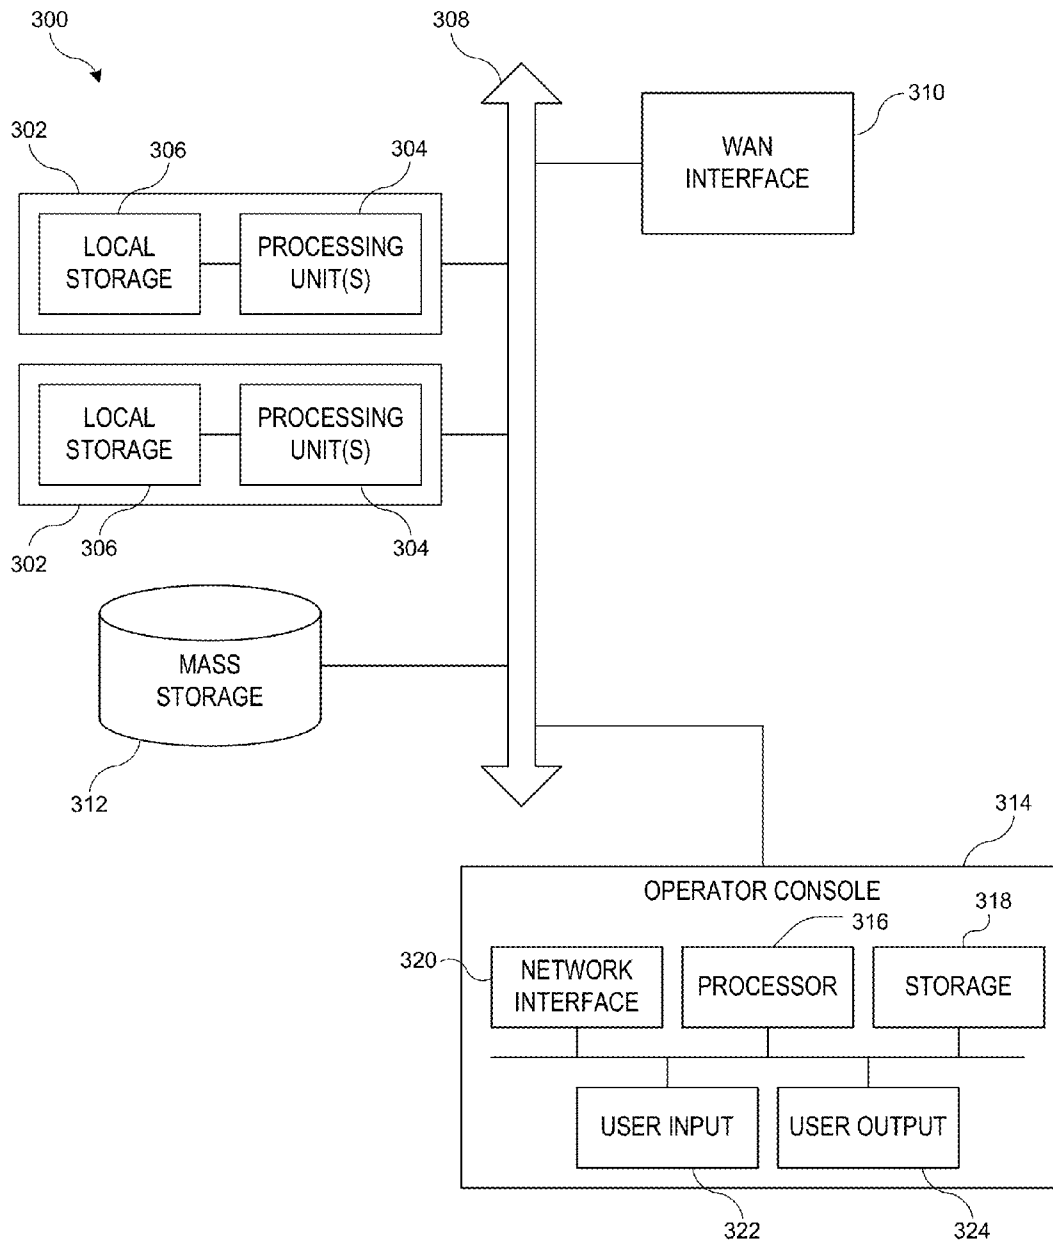 300
308
310
WAN
INTERFACE
302
306
304
LOCAL
STORAGE
PROCESSING
UNIT(S)
LOCAL
STORAGE
PROCESSING
UNIT(S)
302
306
304
MASS
STORAGE
312
314
OPERATOR CONSOLE
316
318
320
NETWORK
INTERFACE
PROCESSOR
STORAGE
USER INPUT
USER OUTPUT
322
324